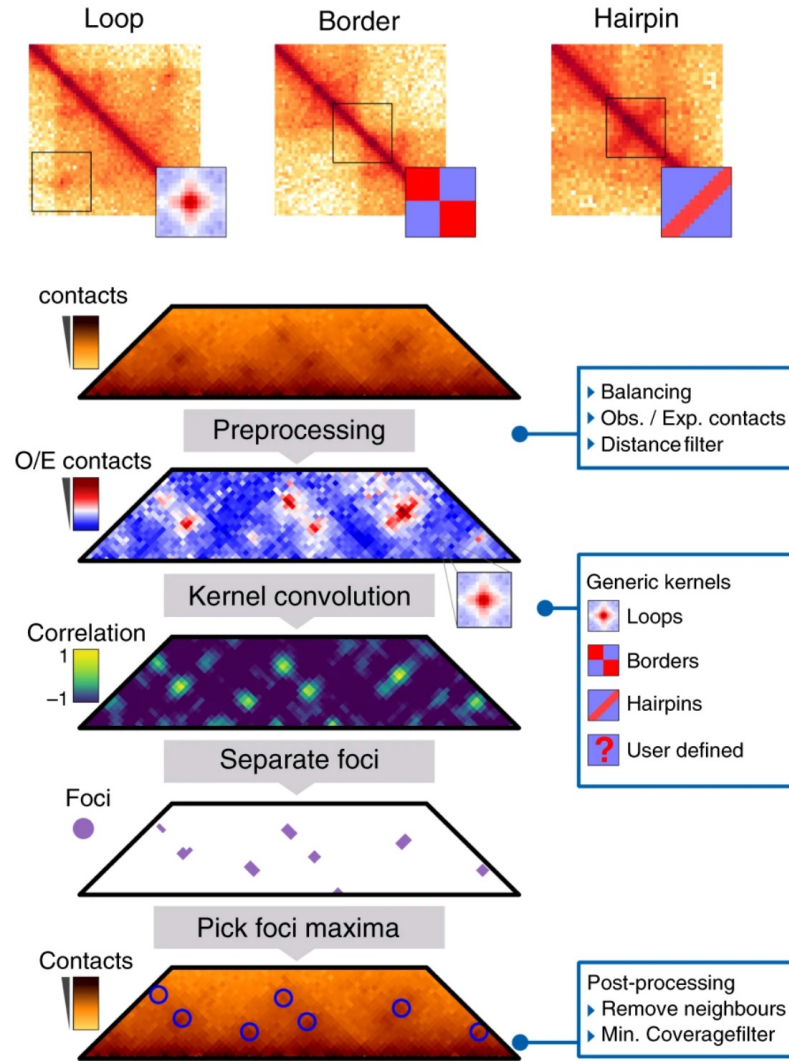 Loop
Border
Hairpin
contacts
Preprocessing
Balancing
Obs. / Exp. contacts
Distance filter
O/E contacts
Kernel convolution
Generic kernels
Loops
Borders
Hairpins
? User defined
Correlation
1
−1
Separate foci
Foci
Pick foci maxima
Contacts
Post-processing
Remove neighbours
Min. Coveragefilter